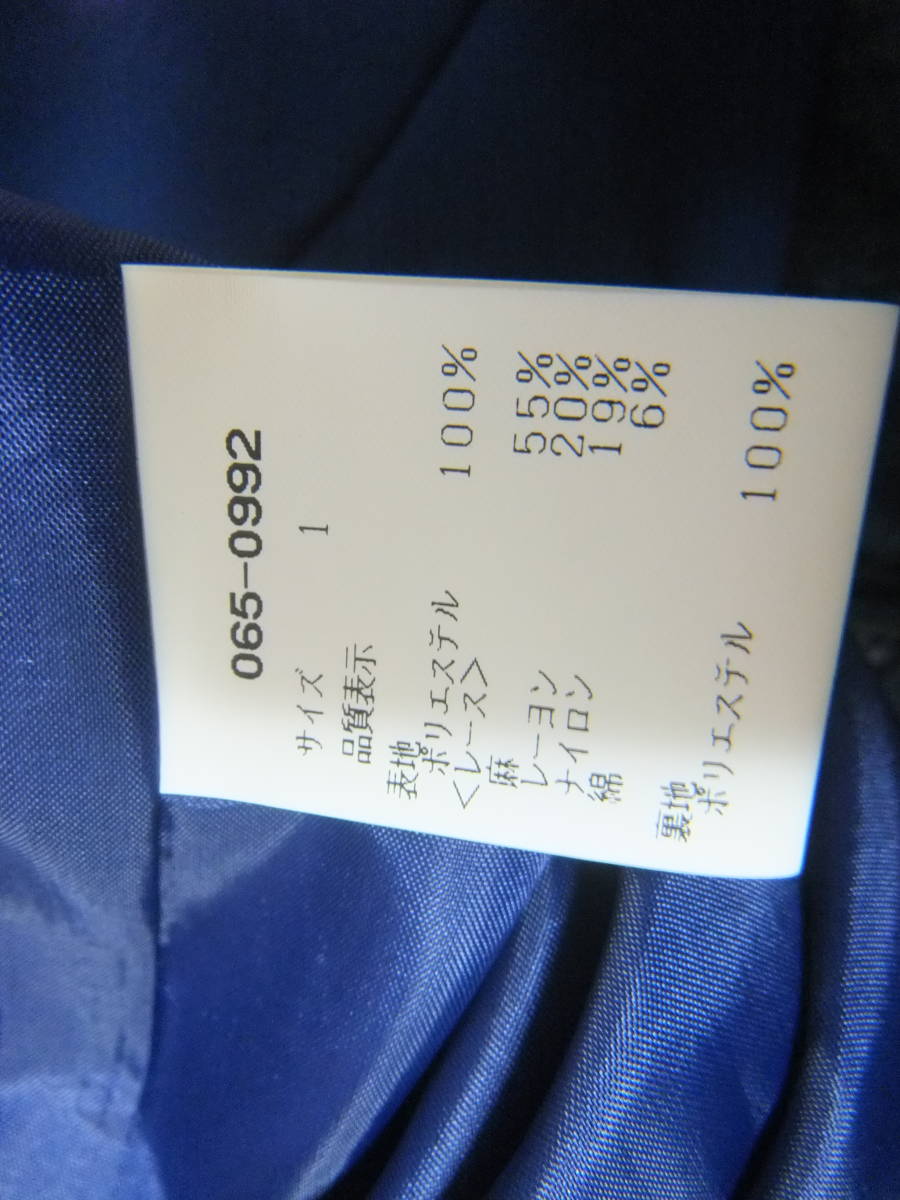 065-0992
サイズ 1
品質表示
表地
ポリエステル 100%
<レース>
麻 55%
レーヨン 20%
ナイロン 19%
綿 6%
裏地
ポリエステル 100%